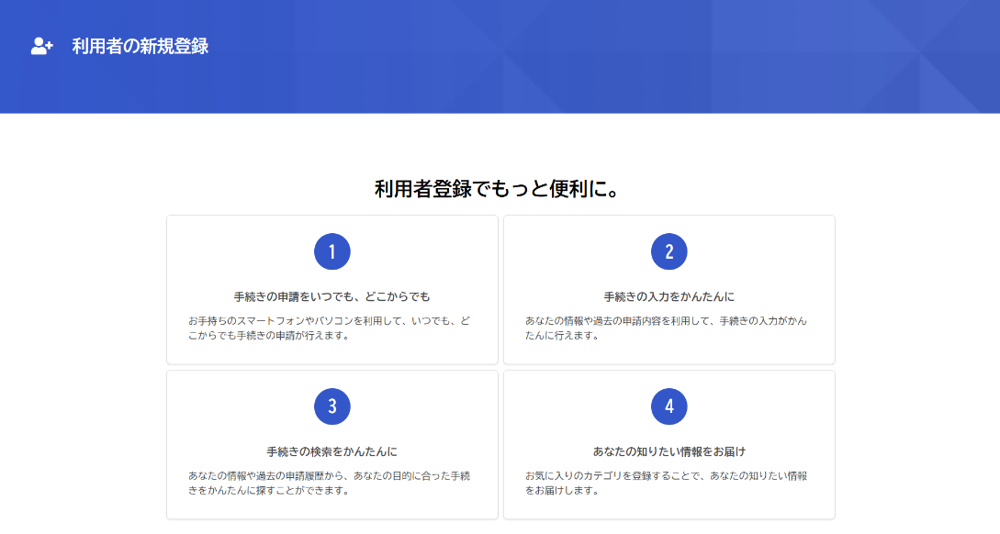 利用者の新規登録
利用者登録でもっと便利に。
1
手続きの申請をいつでも、どこからでも
お手持ちのスマートフォンやパソコンを利用して、いつでも、ど
こからでも手続きの申請が行えます。
2
手続きの入力をかんたんに
あなたの情報や過去の申請内容を利用して、手続きの入力がかん
たんに行えます。
3
手続きの検索をかんたんに
あなたの情報や過去の申請履歴から、あなたの目的に合った手続
きをかんたんに探すことができます。
4
あなたの知りたい情報をお届け
お気に入りのカテゴリを登録することで、あなたの知りたい情報
をお届けします。